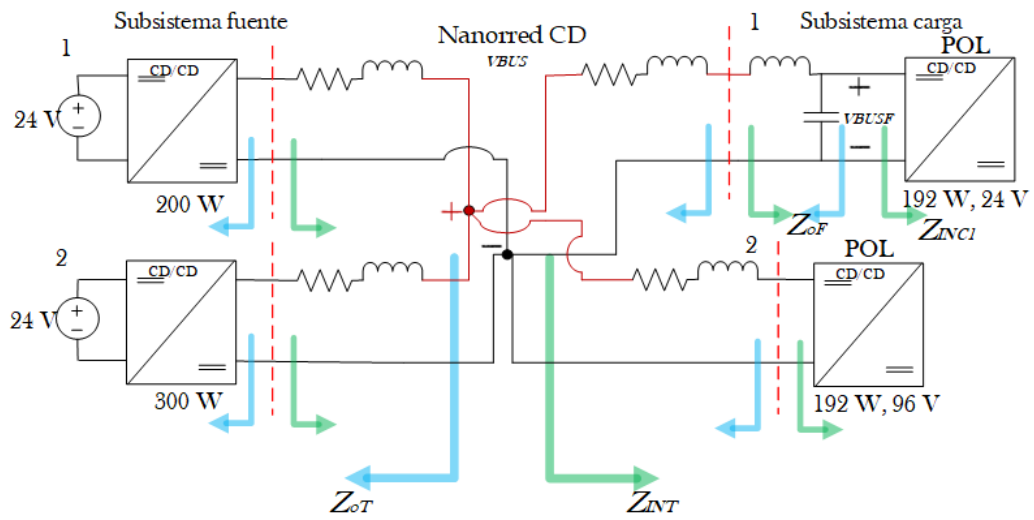 Subsistema fuente
Nanorred CD
VBUS
1
Subsistema carga
1
POL
CD/CD
CD/CD
24 V
+
−
+
−
VBUSF
200 W
192 W, 24 V
ZoF
ZINC1
+
−
2
2
POL
CD/CD
CD/CD
24 V
+
−
300 W
192 W, 96 V
ZoT
ZINT